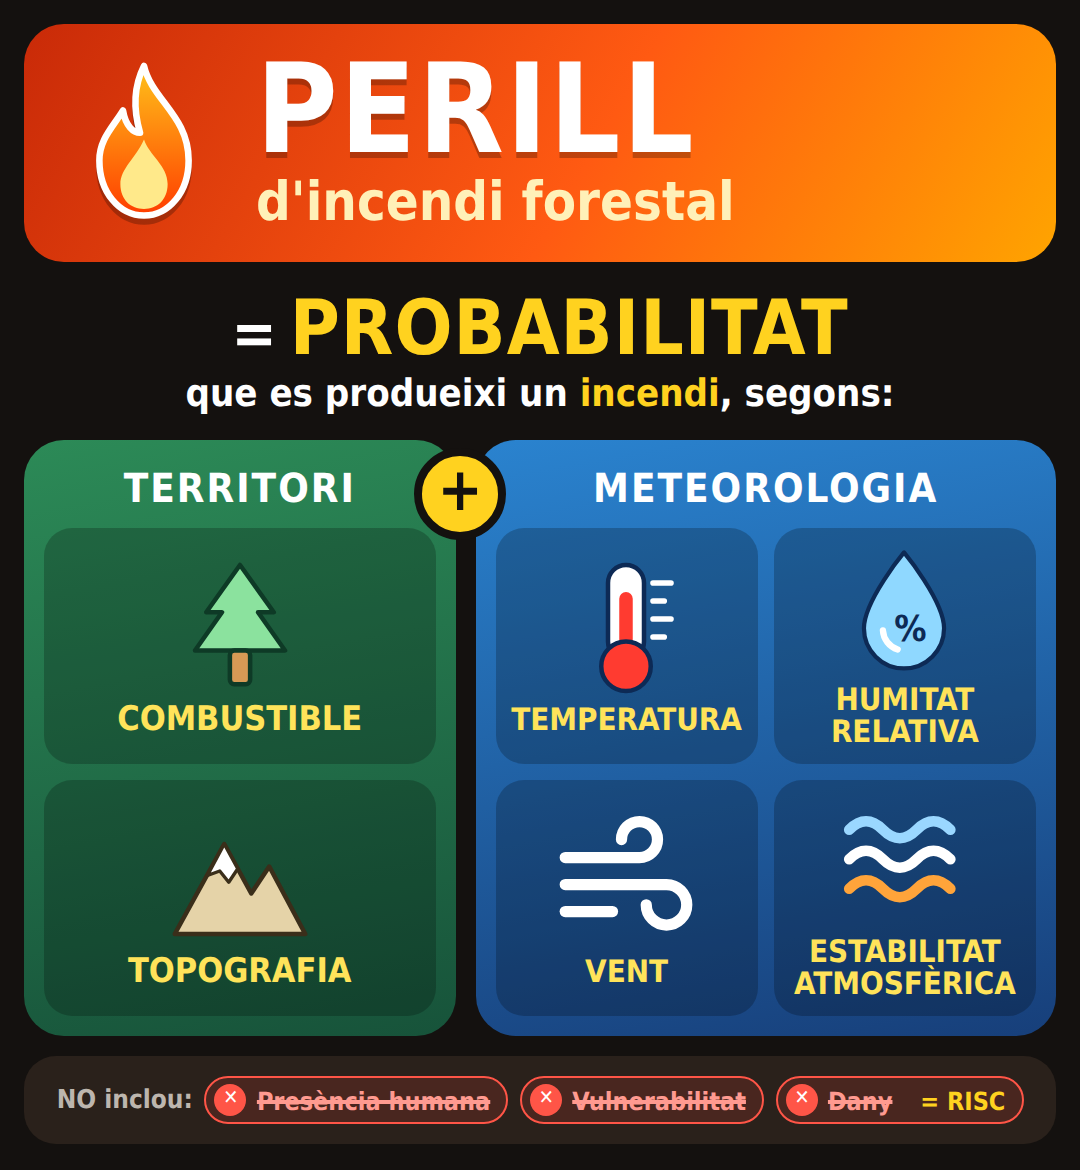 PERILL
d'incendi forestal
= PROBABILITAT
que es produeixi un incendi, segons:
TERRITORI
+
METEOROLOGIA
COMBUSTIBLE
TEMPERATURA
%
HUMITAT
RELATIVA
TOPOGRAFIA
VENT
ESTABILITAT
ATMOSFÈRICA
NO inclou: ✕ Presència humana ✕ Vulnerabilitat ✕ Dany = RISC